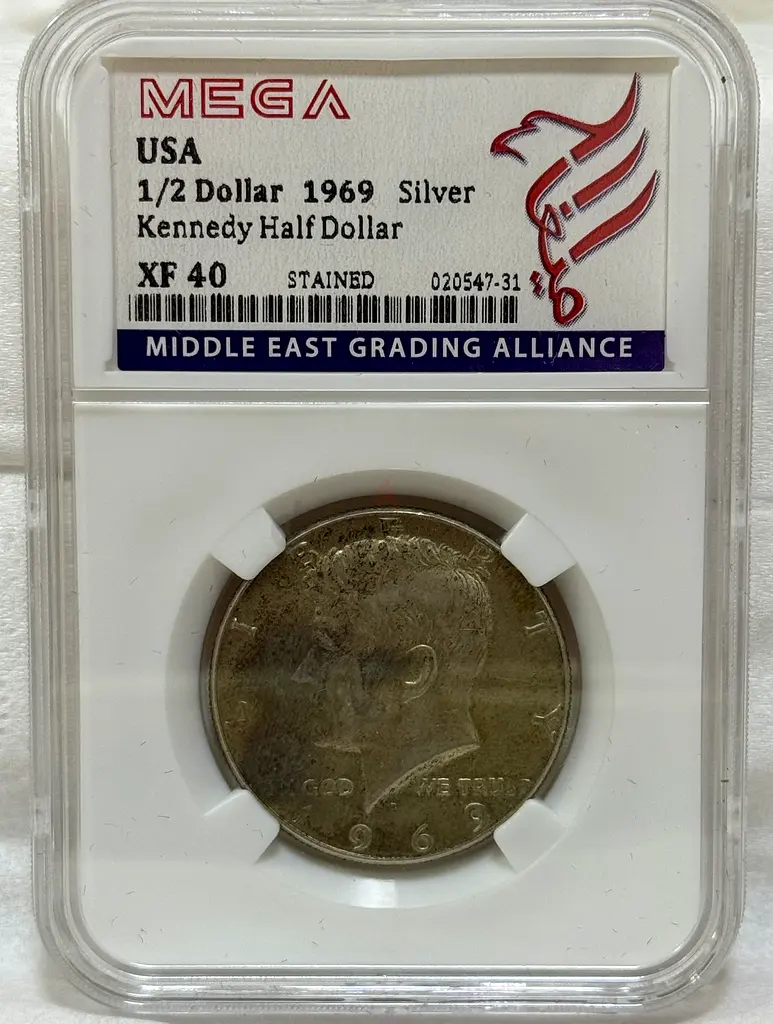 MEGA
USA
1/2 Dollar 1969 Silver
Kennedy Half Dollar
XF 40 STAINED 020547-31
MIDDLE EAST GRADING ALLIANCE
GOD WE TRUST
1969